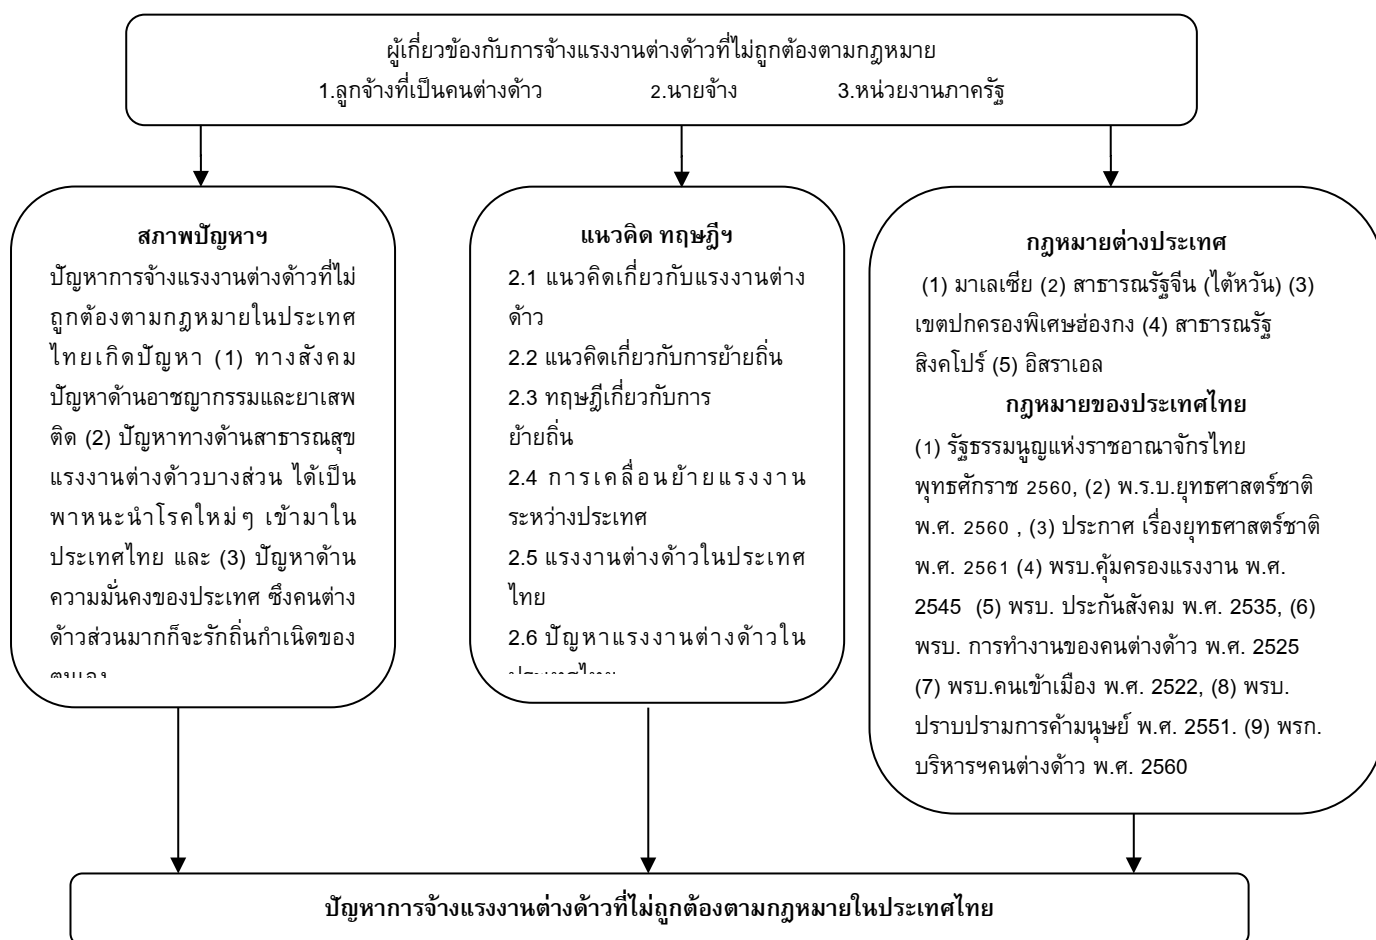 ผู้เกี่ยวข้องกับการจ้างแรงงานต่างด้าวที่ไม่ถูกต้องตามกฎหมาย
1.ลูกจ้างที่เป็นคนต่างด้าว 2.นายจ้าง 3.หน่วยงานภาครัฐ
สภาพปัญหาฯ
ปัญหาการจ้างแรงงานต่างด้าวที่ไม่
ถูกต้องตามกฎหมายในประเทศ
ไทยเกิดปัญหา (1) ทางสังคม
ปัญหาด้านอาชญากรรมและยาเสพ
ติด (2) ปัญหาทางด้านสาธารณสุข
แรงงานต่างด้าวบางส่วน ได้เป็น
พาหนะนำโรคใหม่ๆ เข้ามาใน
ประเทศไทย และ (3) ปัญหาด้าน
ความมั่นคงของประเทศ ซึ่งคนต่าง
ด้าวส่วนมากก็จะรักถิ่นกำเนิดของ
ตนเอง
แนวคิด ทฤษฎีฯ
2.1 แนวคิดเกี่ยวกับแรงงานต่าง
ด้าว
2.2 แนวคิดเกี่ยวกับการย้ายถิ่น
2.3 ทฤษฎีเกี่ยวกับการ
ย้ายถิ่น
2.4 การเคลื่อนย้ายแรงงาน
ระหว่างประเทศ
2.5 แรงงานต่างด้าวในประเทศ
ไทย
2.6 ปัญหาแรงงานต่างด้าวใน
ประเทศไทย
กฎหมายต่างประเทศ
(1) มาเลเซีย (2) สาธารณรัฐจีน (ไต้หวัน) (3)
เขตปกครองพิเศษฮ่องกง (4) สาธารณรัฐ
สิงคโปร์ (5) อิสราเอล
กฎหมายของประเทศไทย
(1) รัฐธรรมนูญแห่งราชอาณาจักรไทย
พุทธศักราช 2560, (2) พ.ร.บ.ยุทธศาสตร์ชาติ
พ.ศ. 2560 , (3) ประกาศ เรื่องยุทธศาสตร์ชาติ
พ.ศ. 2561 (4) พรบ.คุ้มครองแรงงาน พ.ศ.
2545 (5) พรบ. ประกันสังคม พ.ศ. 2535, (6)
พรบ. การทำงานของคนต่างด้าว พ.ศ. 2525
(7) พรบ.คนเข้าเมือง พ.ศ. 2522, (8) พรบ.
ปราบปรามการค้ามนุษย์ พ.ศ. 2551. (9) พรก.
บริหารฯคนต่างด้าว พ.ศ. 2560
ปัญหาการจ้างแรงงานต่างด้าวที่ไม่ถูกต้องตามกฎหมายในประเทศไทย